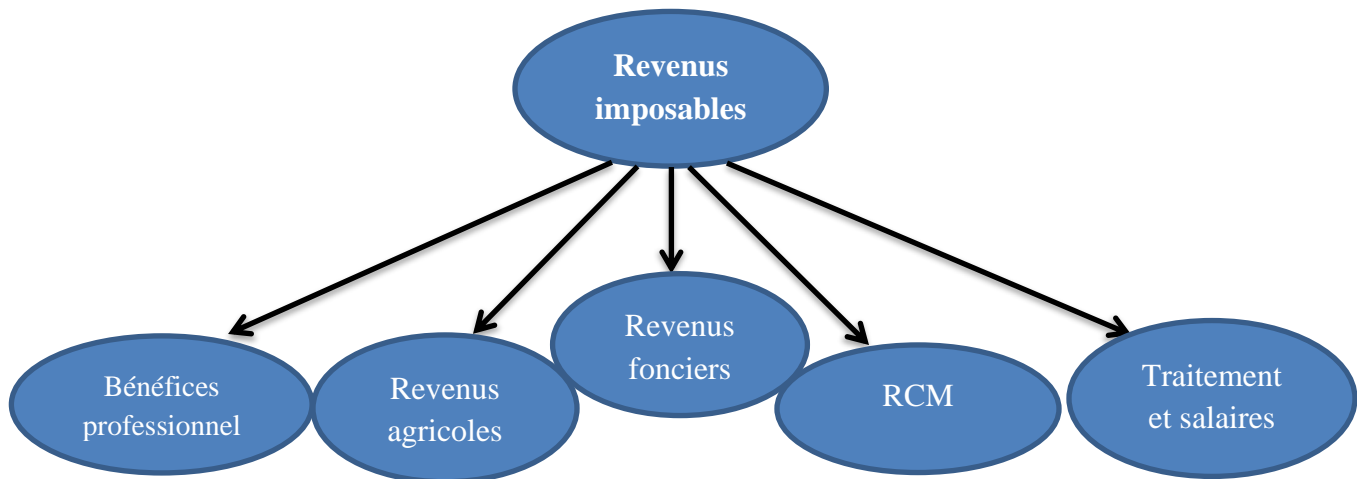 Revenus
imposables
Bénéfices
professionnel
Revenus
agricoles
Revenus
fonciers
RCM
Traitement
et salaires